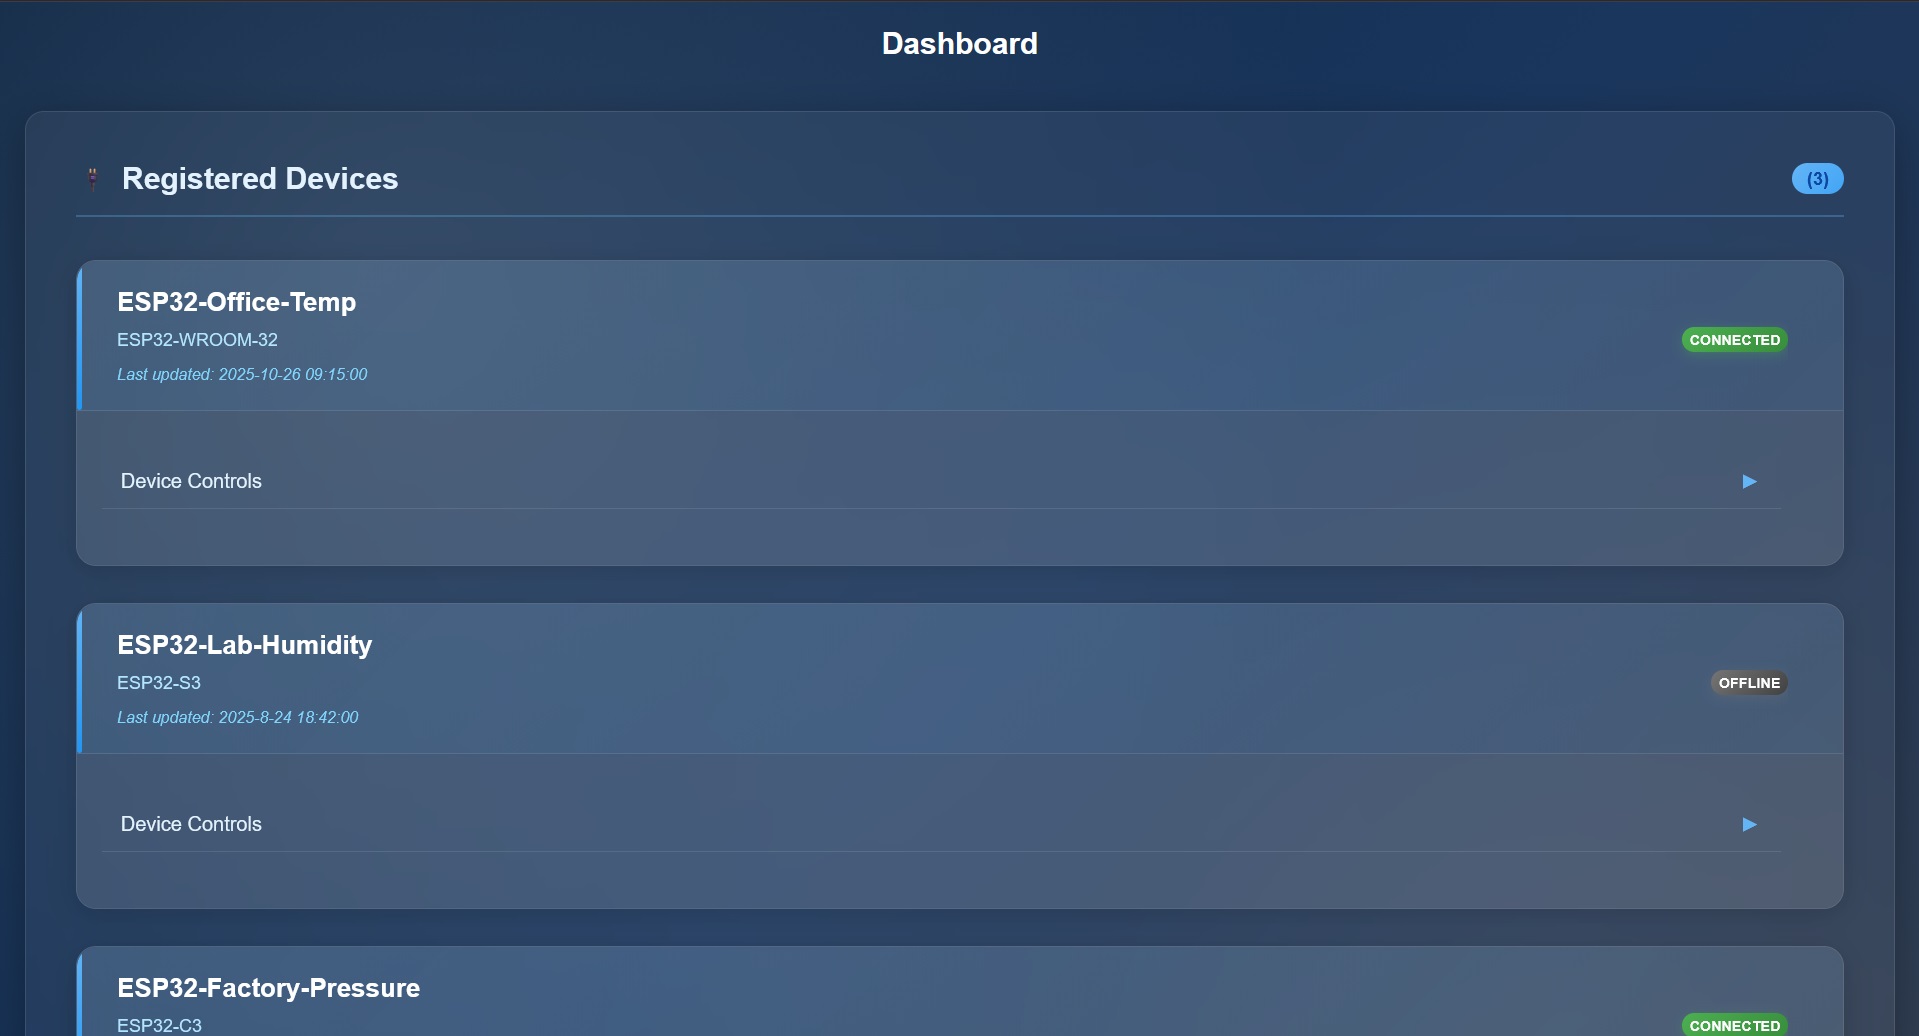 Dashboard
Registered Devices
(3)
ESP32-Office-Temp
ESP32-WROOM-32
CONNECTED
Last updated: 2025-10-26 09:15:00
Device Controls
ESP32-Lab-Humidity
ESP32-S3
OFFLINE
Last updated: 2025-8-24 18:42:00
Device Controls
ESP32-Factory-Pressure
ESP32-C3
CONNECTED